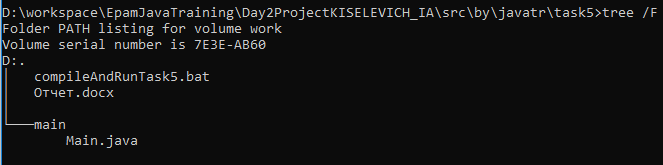 D:\workspace\EpamJavaTraining\Day2ProjectKISELEVICH_IA\src\by\javatr\task5>tree /F
Folder PATH listing for volume work
Volume serial number is 7E3E-AB60
D:.
│   compileAndRunTask5.bat
│   Отчет.docx
│
└───main
        Main.java